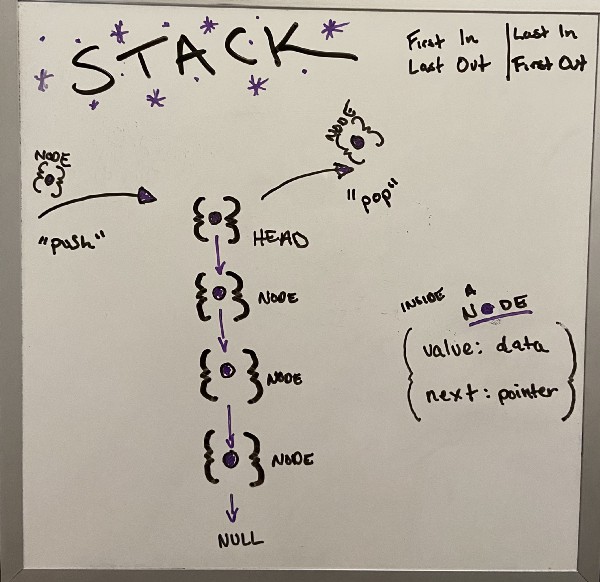 STACK
First In
Last Out
Last In
First Out
NODE
"push"
NODE
"pop"
HEAD
NODE
NODE
NODE
NULL
INSIDE A
NODE
value: data
next: pointer